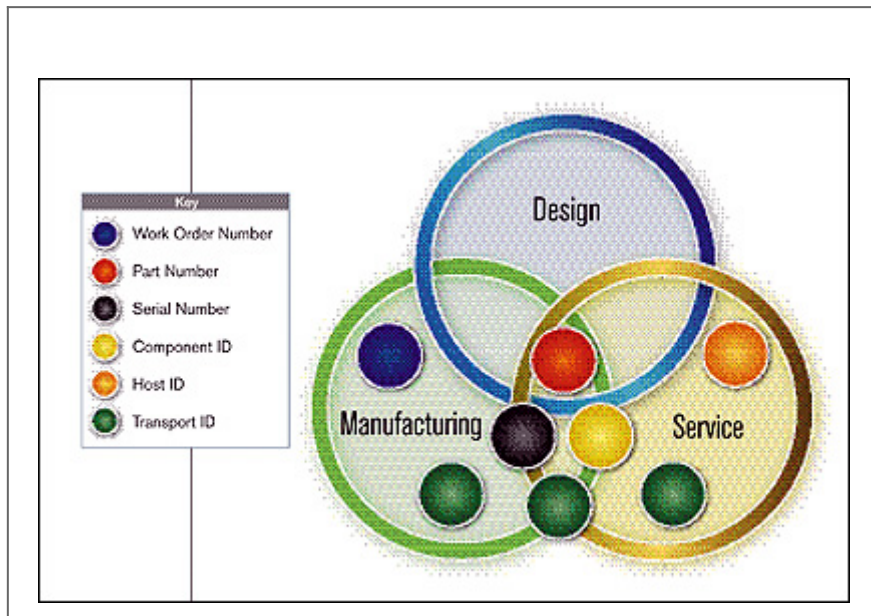 Key
Work Order Number
Part Number
Serial Number
Component ID
Host ID
Transport ID
Design
Manufacturing
Service